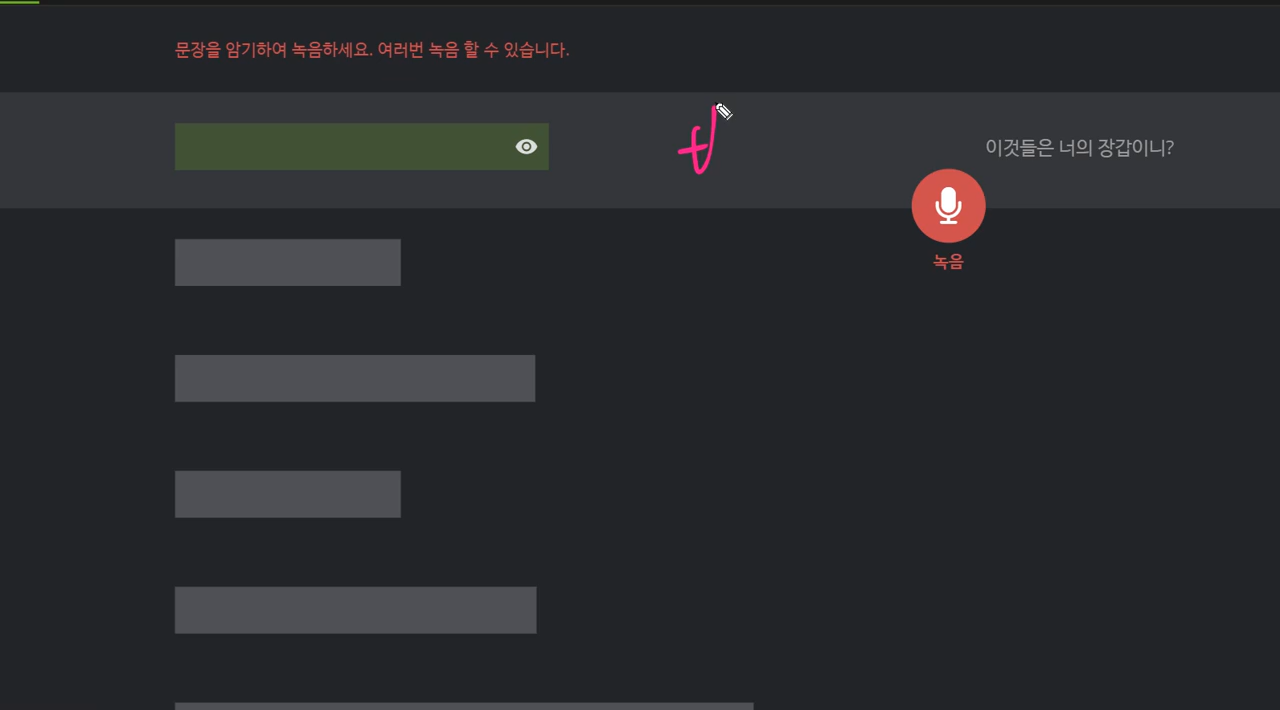 문장을 암기하여 녹음하세요. 여러번 녹음 할 수 있습니다.
이것들은 너의 장갑이니?
녹음